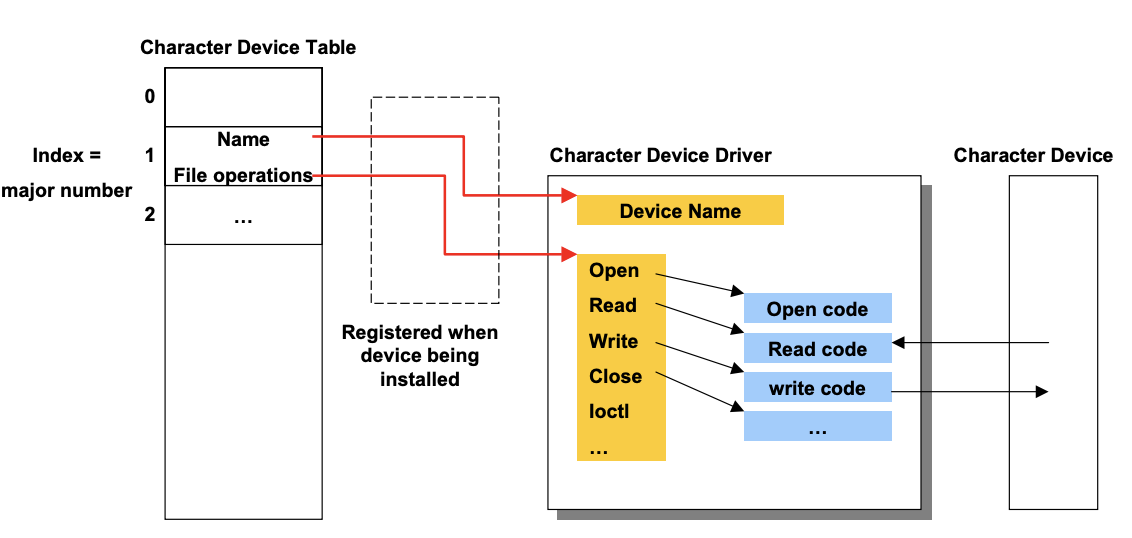 Character Device Table
0
Index =
major number
1
Name
File operations
2
...
Registered when
device being
installed
Character Device Driver
Device Name
Open
Read
Write
Close
Ioctl
...
Open code
Read code
write code
...
Character Device